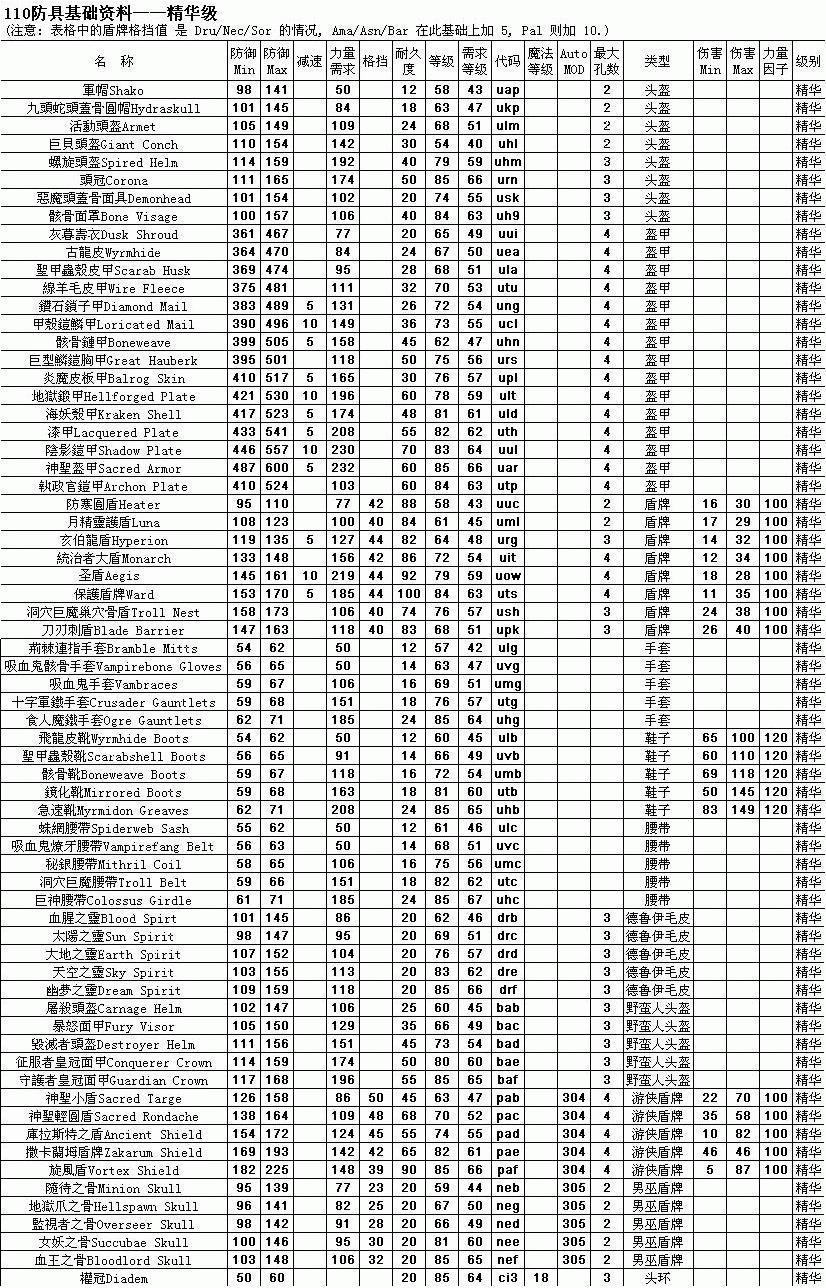 110防具基础资料——精华级
(注意: 表格中的盾牌格挡值 是 Dru/Nec/Sor 的情况, Ama/Asn/Bar 在此基础上加 5, Pal 则加 10.)
名 称 防御Min 防御Max 减速 力量需求 格挡 耐久度 等级 需求等级 代码 魔法等级 Auto MOD 最大孔数 类型 伤害Min 伤害Max 力量因子 级别
軍帽Shako 98 141 50 12 58 43 uap 2 头盔 精华
九頭蛇頭蓋骨圓帽Hydraskull 101 145 84 18 63 47 ukp 2 头盔 精华
活動頭盔Armet 105 149 109 24 68 51 ulm 2 头盔 精华
巨貝頭盔Giant Conch 110 154 142 30 54 40 uhl 2 头盔 精华
螺旋頭盔Spired Helm 114 159 192 40 79 59 uhm 3 头盔 精华
頭冠Corona 111 165 174 50 85 66 urn 3 头盔 精华
惡魔頭蓋骨面具Demonhead 101 154 102 20 74 55 usk 3 头盔 精华
骸骨面罩Bone Visage 100 157 106 40 84 63 uh9 3 头盔 精华
灰暮壽衣Dusk Shroud 361 467 77 20 65 49 uui 4 盔甲 精华
古龍皮Wyrmhide 364 470 84 24 67 50 uea 4 盔甲 精华
聖甲蟲殼皮甲Scarab Husk 369 474 95 28 68 51 ula 4 盔甲 精华
線羊毛皮甲Wire Fleece 375 481 111 32 70 53 utu 4 盔甲 精华
鑽石鎖子甲Diamond Mail 383 489 5 131 26 72 54 ung 4 盔甲 精华
甲殼鎧鱗甲Loricated Mail 390 496 10 149 36 73 55 ucl 4 盔甲 精华
骸骨鏈甲Boneweave 399 505 5 158 45 62 47 uhn 4 盔甲 精华
巨型鱗鎧胸甲Great Hauberk 395 501 118 50 75 56 urs 4 盔甲 精华
炎魔皮板甲Balrog Skin 410 517 5 165 30 76 57 upl 4 盔甲 精华
地獄鍛甲Hellforged Plate 421 530 10 196 60 78 59 ult 4 盔甲 精华
海妖殼甲Kraken Shell 417 523 5 174 48 81 61 uld 4 盔甲 精华
漆甲Lacquered Plate 433 541 5 208 55 82 62 uth 4 盔甲 精华
陰影鎧甲Shadow Plate 446 557 10 230 70 83 64 uul 4 盔甲 精华
神聖盔甲Sacred Armor 487 600 5 232 60 85 66 uar 4 盔甲 精华
執政官鎧甲Archon Plate 410 524 103 60 84 63 utp 4 盔甲 精华
防寒圓盾Heater 95 110 77 42 88 58 43 uuc 2 盾牌 16 30 100 精华
月精靈護盾Luna 108 123 100 40 84 61 45 uml 2 盾牌 17 29 100 精华
亥伯龍盾Hyperion 119 135 5 127 44 82 64 48 urg 3 盾牌 14 32 100 精华
統治者大盾Monarch 133 148 156 42 86 72 54 uit 4 盾牌 12 34 100 精华
圣盾Aegis 145 161 10 219 44 92 79 59 uow 4 盾牌 18 28 100 精华
保護盾牌Ward 153 170 5 185 44 100 84 63 uts 4 盾牌 11 35 100 精华
洞穴巨魔巢穴骨盾Troll Nest 158 173 106 40 74 76 57 ush 3 盾牌 24 38 100 精华
刀刃刺盾Blade Barrier 147 163 118 40 83 68 51 upk 3 盾牌 26 40 100 精华
荊棘連指手套Bramble Mitts 54 62 50 12 57 42 ulg 手套 精华
吸血鬼骸骨手套Vampirebone Gloves 56 65 50 14 63 47 uvg 手套 精华
吸血鬼手套Vambraces 59 67 106 16 69 51 umg 手套 精华
十字軍鐵手套Crusader Gauntlets 59 68 151 18 76 57 utg 手套 精华
食人魔鐵手套Ogre Gauntlets 62 71 185 24 85 64 uhg 手套 精华
飛龍皮靴Wyrmhide Boots 54 62 50 12 60 45 ulb 鞋子 65 100 120 精华
聖甲蟲殼靴Scarabshell Boots 56 65 91 14 66 49 uvb 鞋子 60 110 120 精华
骸骨靴Boneweave Boots 59 67 118 16 72 54 umb 鞋子 69 118 120 精华
鏡化靴Mirrored Boots 59 68 163 18 81 60 utb 鞋子 50 145 120 精华
急速靴Myrmidon Greaves 62 71 208 24 85 65 uhb 鞋子 83 149 120 精华
蛛網腰帶Spiderweb Sash 55 62 50 12 61 46 ulc 腰带 精华
吸血鬼燎牙腰帶Vampirefang Belt 56 63 50 14 68 51 uvc 腰带 精华
秘銀腰帶Mithril Coil 58 65 106 16 75 56 umc 腰带 精华
洞穴巨魔腰帶Troll Belt 59 66 151 18 82 62 utc 腰带 精华
巨神腰帶Colossus Girdle 61 71 185 24 85 67 uhc 腰带 精华
血腥之靈Blood Spirt 101 145 86 20 62 46 drb 3 德鲁伊毛皮 精华
太陽之靈Sun Spirit 98 147 95 20 69 51 drc 3 德鲁伊毛皮 精华
大地之靈Earth Spirit 107 152 104 20 76 57 drd 3 德鲁伊毛皮 精华
天空之靈Sky Spirit 103 155 113 20 83 62 dre 3 德鲁伊毛皮 精华
幽夢之靈Dream Spirit 109 159 118 20 85 66 drf 3 德鲁伊毛皮 精华
屠殺頭盔Carnage Helm 102 147 106 25 60 45 bab 3 野蛮人头盔 精华
暴怒面甲Fury Visor 105 150 129 35 66 49 bac 3 野蛮人头盔 精华
毀滅者頭盔Destroyer Helm 111 156 151 45 73 54 bad 3 野蛮人头盔 精华
征服者皇冠面甲Conquerer Crown 114 159 174 50 80 60 bae 3 野蛮人头盔 精华
守護者皇冠面甲Guardian Crown 117 168 196 55 85 65 baf 3 野蛮人头盔 精华
神聖小盾Sacred Targe 126 158 86 50 45 63 47 pab 304 4 游侠盾牌 22 70 100 精华
神聖輕圓盾Sacred Rondache 138 164 109 48 68 70 52 pac 304 4 游侠盾牌 35 58 100 精华
庫拉斯特之盾Ancient Shield 154 172 124 45 55 74 55 pad 304 4 游侠盾牌 10 82 100 精华
撒卡蘭姆盾牌Zakarum Shield 169 193 142 42 65 82 61 pae 304 4 游侠盾牌 46 46 100 精华
旋風盾Vortex Shield 182 225 148 39 90 85 66 paf 304 4 游侠盾牌 5 87 100 精华
隨待之骨Minion Skull 95 139 77 23 20 59 44 neb 305 2 男巫盾牌 精华
地獄爪之骨Hellspawn Skull 96 141 82 25 20 67 50 neg 305 2 男巫盾牌 精华
監視者之骨Overseer Skull 98 142 91 28 20 66 49 ned 305 2 男巫盾牌 精华
女妖之骨Succubae Skull 100 146 95 30 20 81 60 nee 305 2 男巫盾牌 精华
血王之骨Bloodlord Skull 103 148 106 32 20 85 65 nef 305 2 男巫盾牌 精华
權冠Diadem 50 60 20 85 64 ci3 18 3 头环 精华